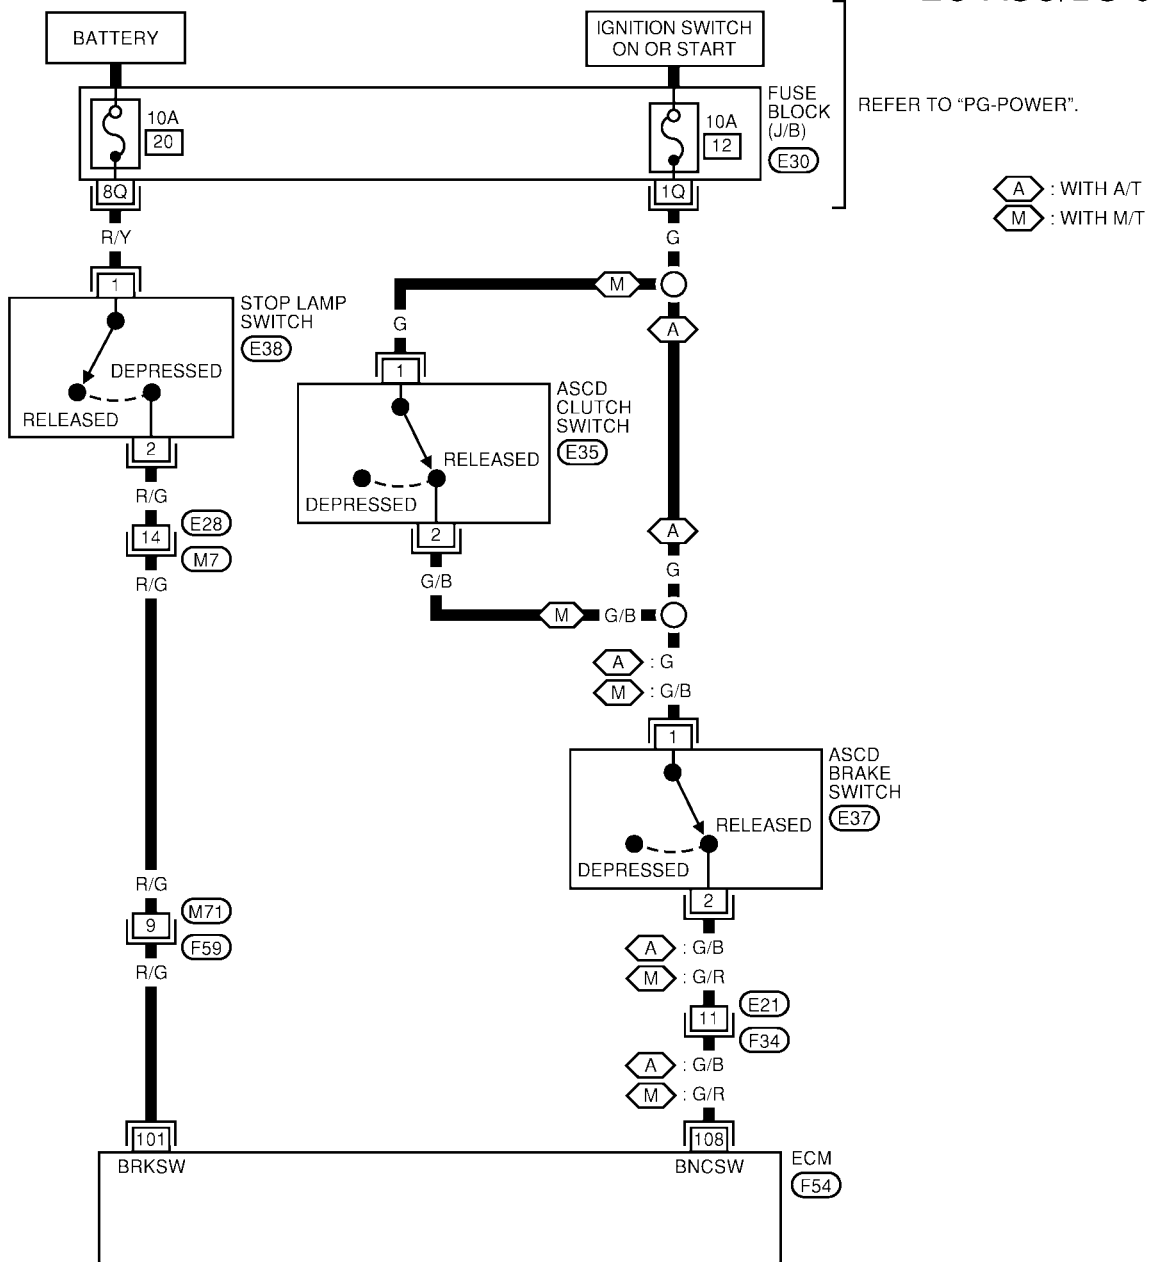 BATTERY
IGNITION SWITCH
ON OR START
10A
20
10A
12
FUSE
BLOCK
(J/B)
E30
REFER TO “PG-POWER”.
8Q
1Q
A : WITH A/T
M : WITH M/T
R/Y
G
1
STOP LAMP
SWITCH
E38
DEPRESSED
RELEASED
2
M
A
G
1
ASCD
CLUTCH
SWITCH
E35
RELEASED
DEPRESSED
2
R/G
14
E28
M7
R/G
A
G
G/B
M
G/B
A : G
M : G/B
1
ASCD
BRAKE
SWITCH
E37
RELEASED
DEPRESSED
2
R/G
9
M71
F59
R/G
A : G/B
M : G/R
11
E21
F34
A : G/B
M : G/R
101
BRKSW
108
BNCSW
ECM
F54